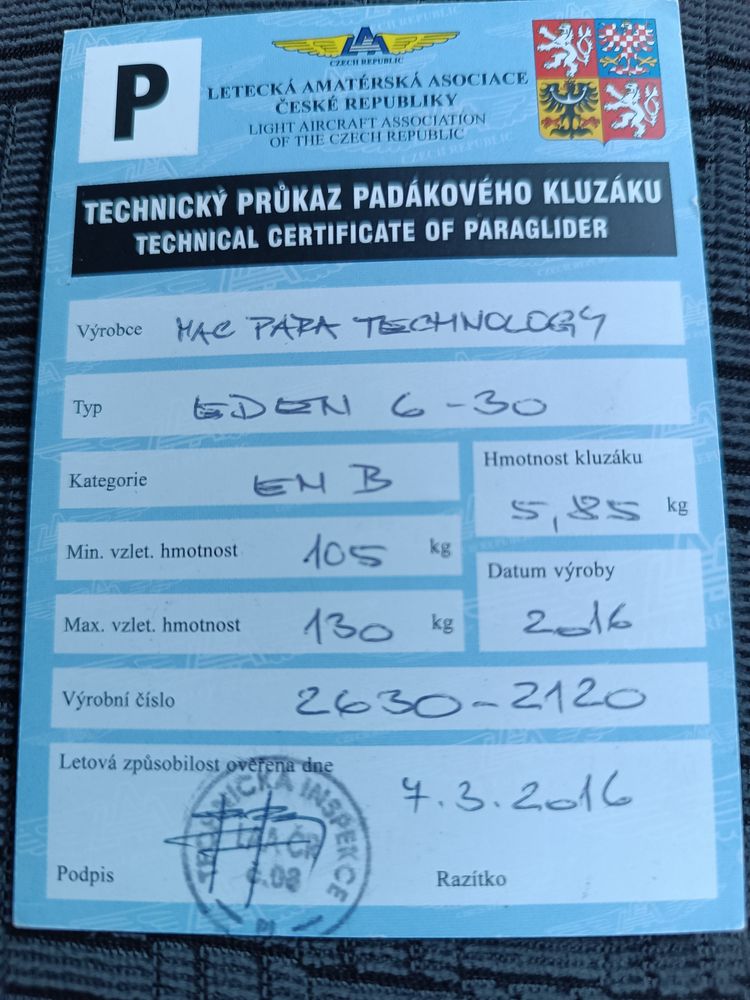 P
CZECH REPUBLIC
LETECKÁ AMATÉRSKÁ ASOCIACE
ČESKÉ REPUBLIKY
LIGHT AIRCRAFT ASSOCIATION
OF THE CZECH REPUBLIC
TECHNICKÝ PRŮKAZ PADÁKOVÉHO KLUZÁKU
TECHNICAL CERTIFICATE OF PARAGLIDER
Výrobce MAC PARA TECHNOLOGY
Typ EDEN 6-30
Kategorie EN B
Hmotnost kluzáku
5,85 kg
Min. vzlet. hmotnost 105 kg
Datum výroby
2016
Max. vzlet. hmotnost 130 kg
Výrobní číslo 2630-2120
Letová způsobilost ověřena dne
7.3.2016
TECHNICKÁ INSPEKCE
LAA ČR
Podpis
Razítko